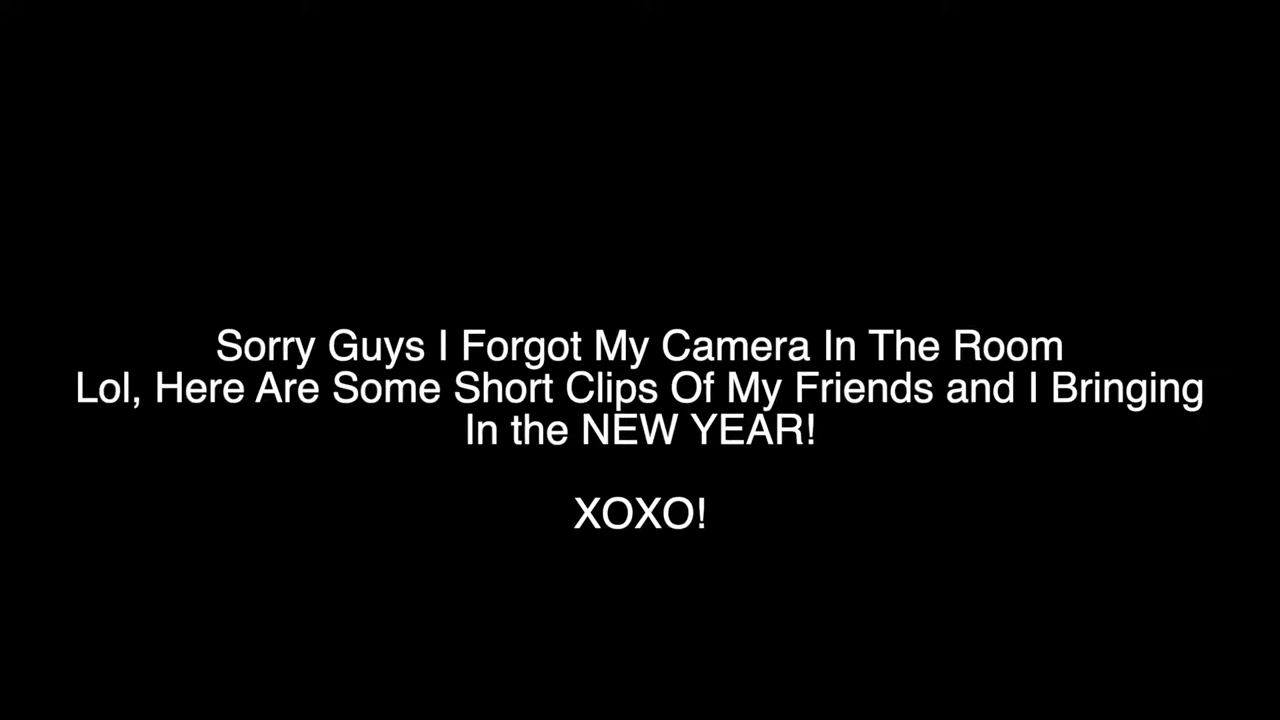 Sorry Guys I Forgot My Camera In The Room
Lol, Here Are Some Short Clips Of My Friends and I Bringing
In the NEW YEAR!
XOXO!